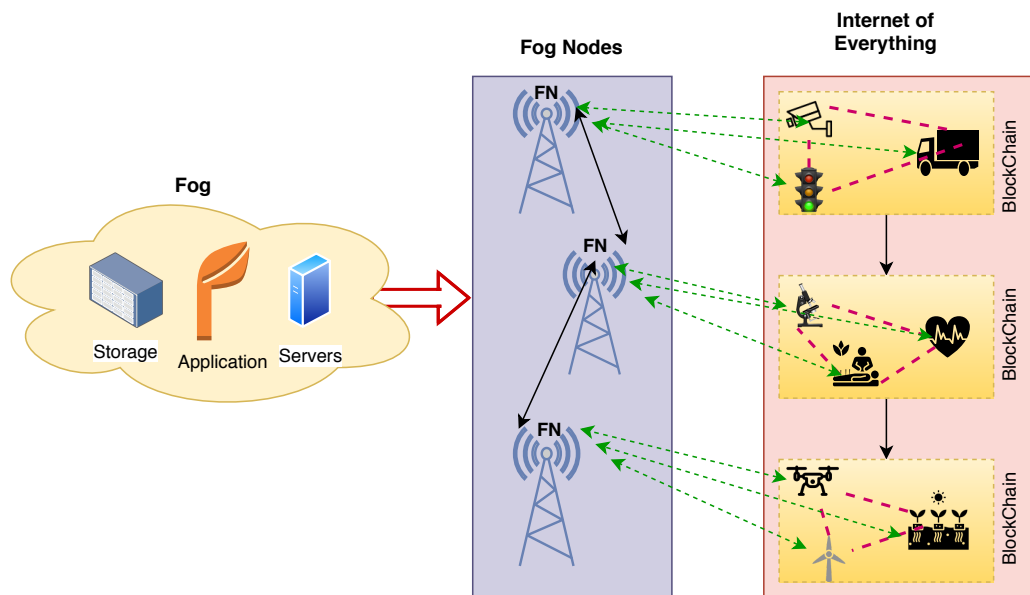 Internet of
Everything
Fog Nodes
Fog
Storage
Application
Servers
FN
FN
FN
BlockChain
BlockChain
BlockChain